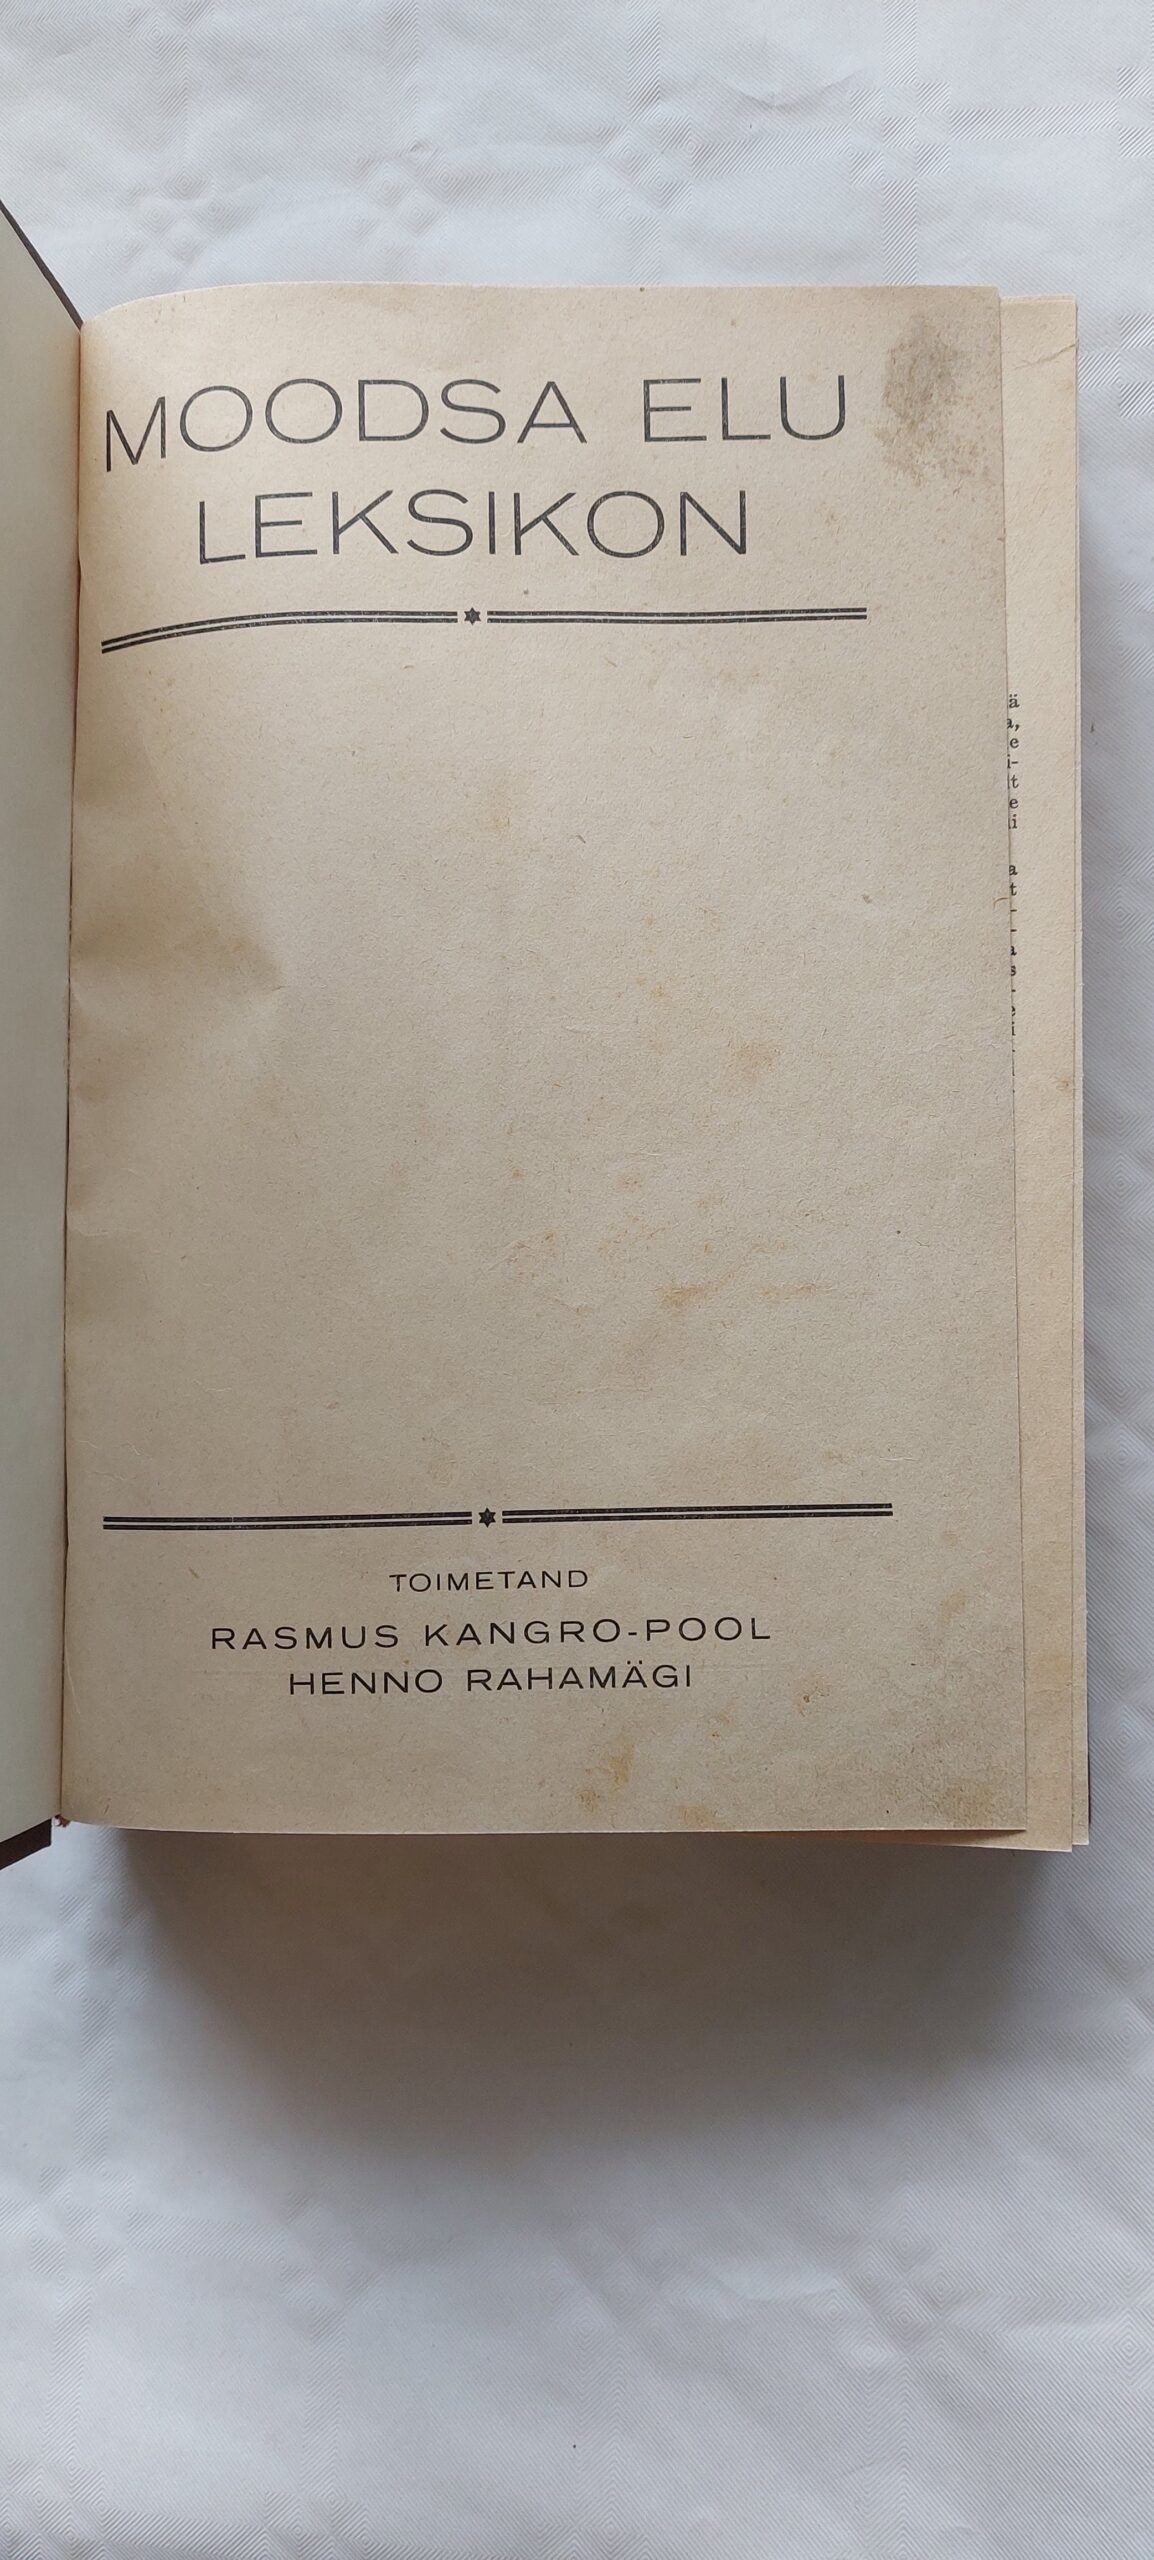 MOODSA ELU
LEKSIKON
TOIMETAND
RASMUS KANGRO-POOL
HENNO RAHAMÄGI